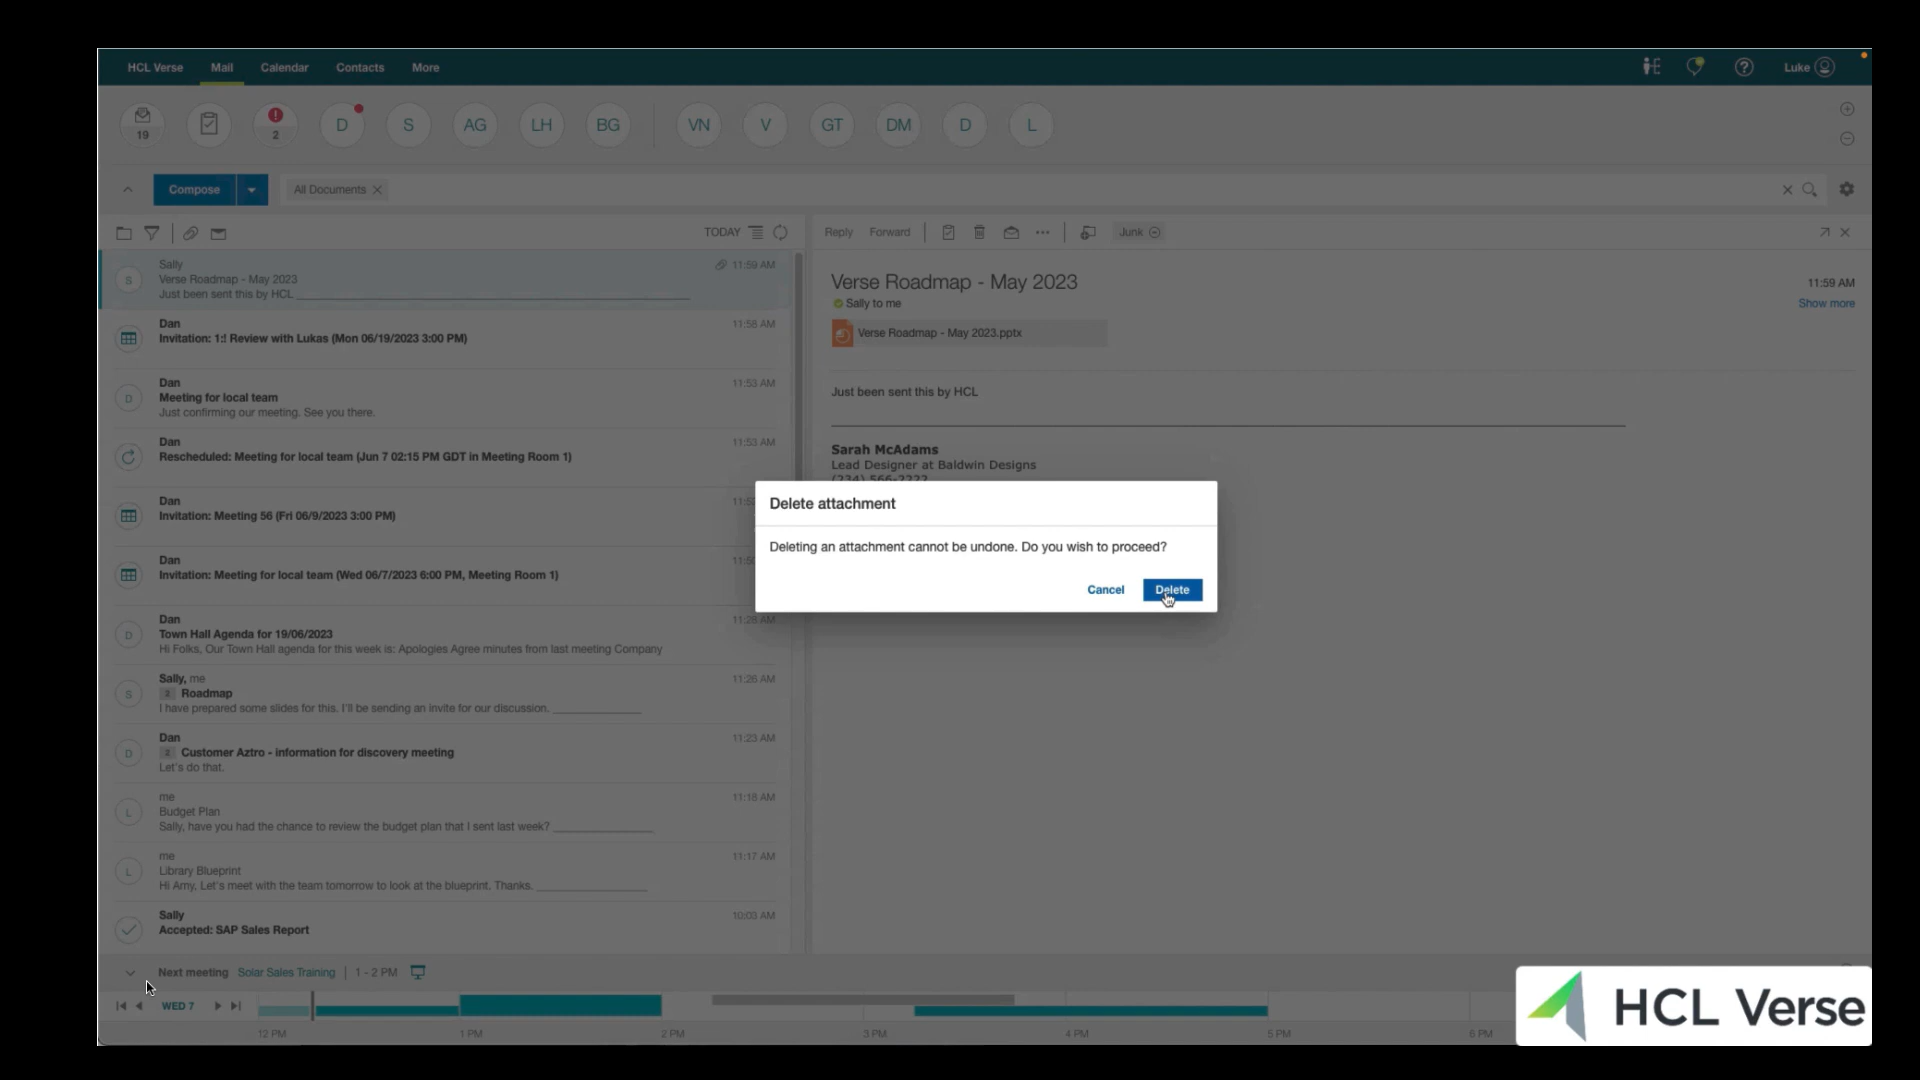 HCL Verse Mail Calendar Contacts More Luke
19 2 D S AG LH BG VN V GT DM D L
Compose All Documents
TODAY
Sally 11:59 AM
S Verse Roadmap - May 2023
Just been sent this by HCL
Dan 11:58 AM
Invitation: 1:! Review with Lukas (Mon 06/19/2023 3:00 PM)
Dan 11:53 AM
D Meeting for local team
Just confirming our meeting. See you there.
Dan 11:53 AM
Rescheduled: Meeting for local team (Jun 7 02:15 PM GDT in Meeting Room 1)
Dan
Invitation: Meeting 56 (Fri 06/9/2023 3:00 PM)
Dan
Invitation: Meeting for local team (Wed 06/7/2023 6:00 PM, Meeting Room 1)
Dan 11:28 AM
D Town Hall Agenda for 19/06/2023
Hi Folks, Our Town Hall agenda for this week is: Apologies Agree minutes from last meeting Company
Sally, me 11:26 AM
S 2 Roadmap
I have prepared some slides for this. I'll be sending an invite for our discussion.
Dan 11:23 AM
D 2 Customer Aztro - information for discovery meeting
Let's do that.
me 11:18 AM
L Budget Plan
Sally, have you had the chance to review the budget plan that I sent last week?
me 11:17 AM
L Library Blueprint
Hi Amy, Let's meet with the team tomorrow to look at the blueprint. Thanks.
Sally 10:03 AM
Accepted: SAP Sales Report
Reply Forward Junk
Verse Roadmap - May 2023 11:59 AM
Sally to me Show more
Verse Roadmap - May 2023.pptx
Just been sent this by HCL
Sarah McAdams
Lead Designer at Baldwin Designs
(234) 566-2222
Delete attachment
Deleting an attachment cannot be undone. Do you wish to proceed?
Cancel Delete
Next meeting Solar Sales Training 1 - 2 PM
WED 7
12 PM 1 PM 2 PM 3 PM 4 PM 5 PM 6 PM
HCL Verse